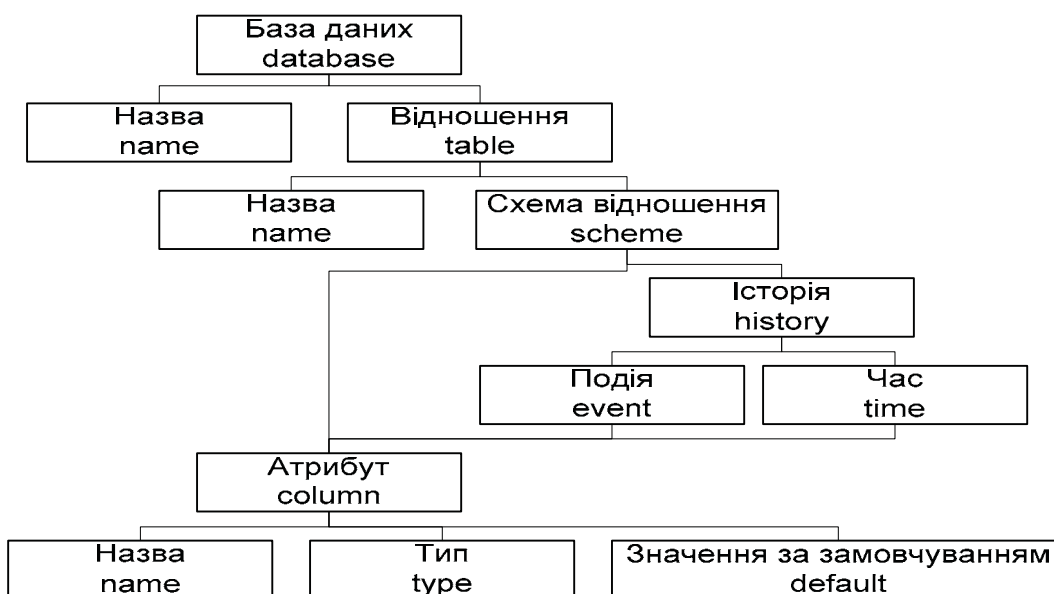 База даних
database
Назва
name
Відношення
table
Назва
name
Схема відношення
scheme
Історія
history
Подія
event
Час
time
Атрибут
column
Назва
name
Тип
type
Значення за замовчуванням
default